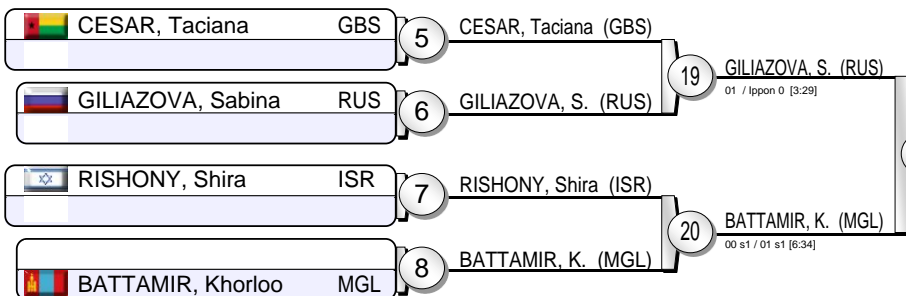 CESAR, Taciana GBS
5
CESAR, Taciana (GBS)
19
GILIAZOVA, S. (RUS)
01 / Ippon 0 [3:29]
GILIAZOVA, Sabina RUS
6
GILIAZOVA, S. (RUS)
RISHONY, Shira ISR
7
RISHONY, Shira (ISR)
20
BATTAMIR, K. (MGL)
00 s1 / 01 s1 [6:34]
BATTAMIR, Khorloo MGL
8
BATTAMIR, K. (MGL)